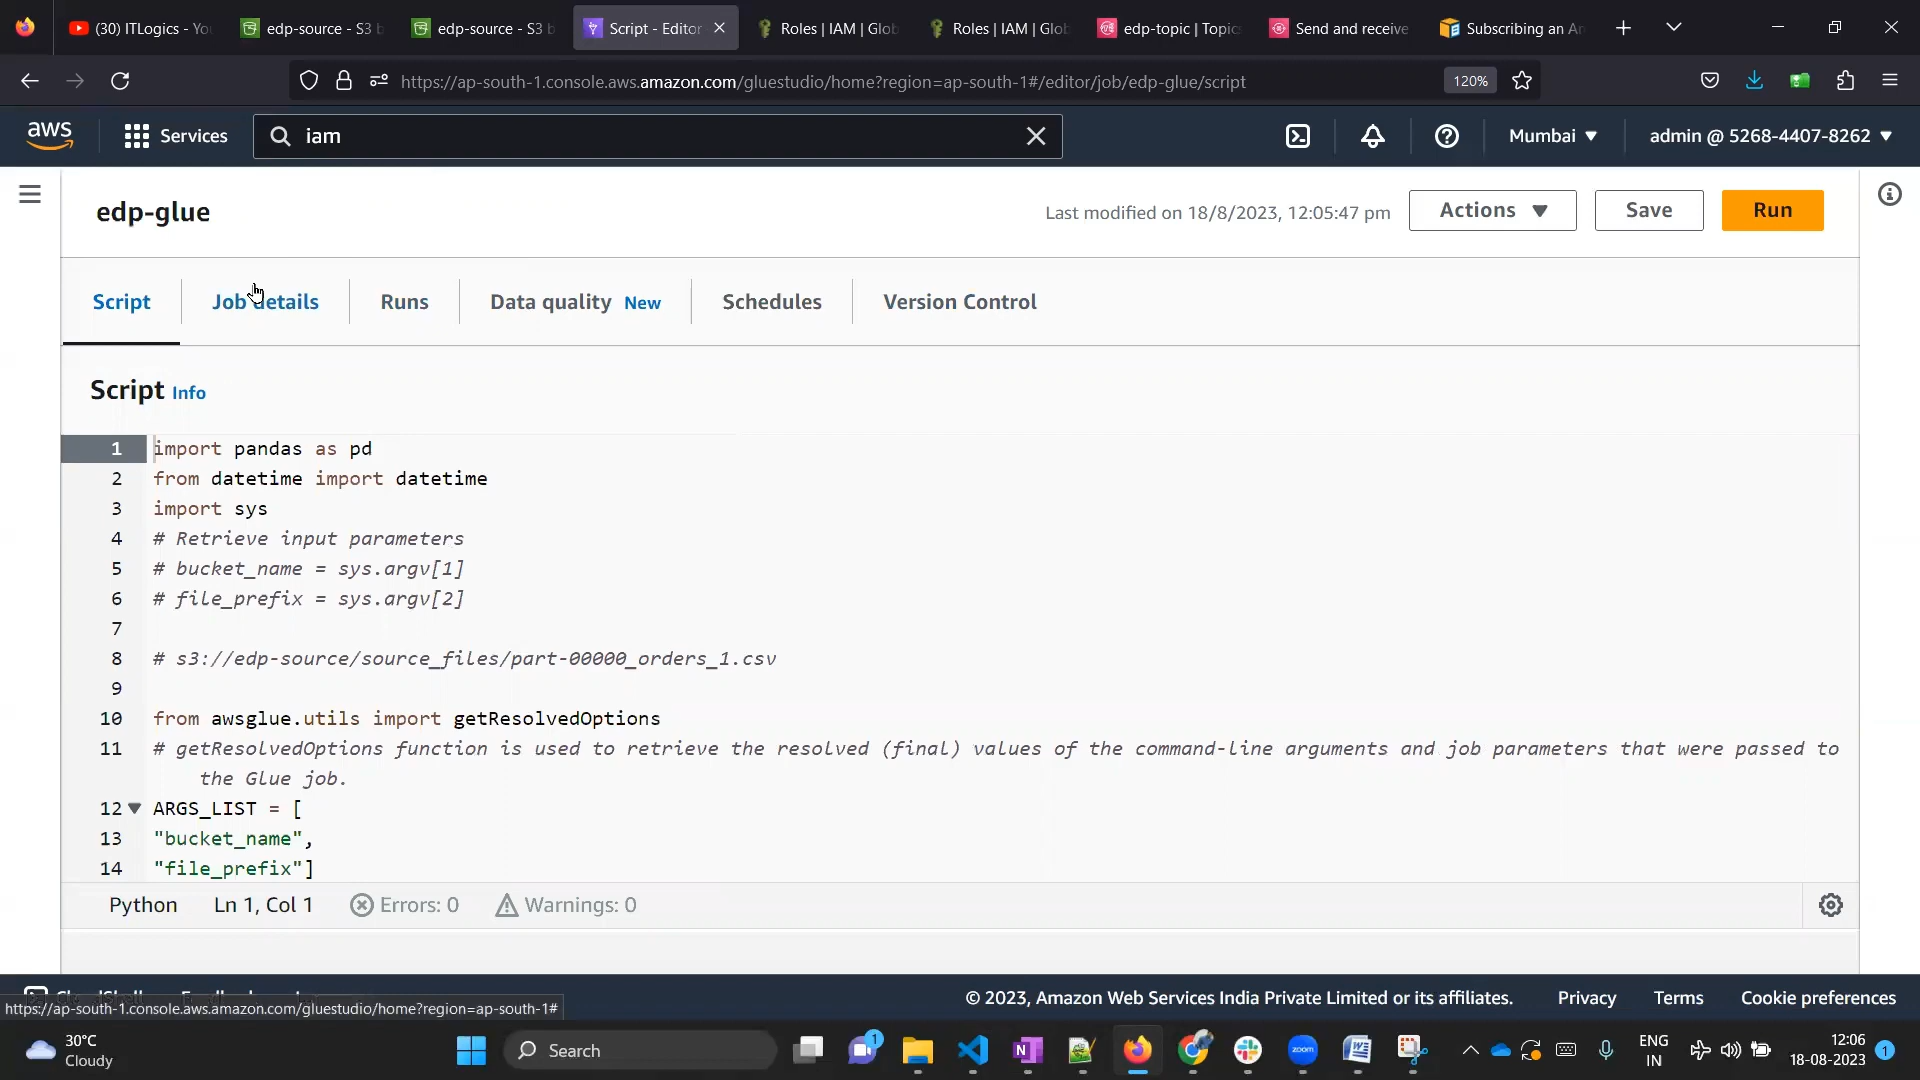 (30) ITLogics - Yo
edp-source - S3 b
edp-source - S3 b
Script - Editor
Roles | IAM | Glob
Roles | IAM | Glob
edp-topic | Topics
Send and receive
Subscribing an Am
https://ap-south-1.console.aws.amazon.com/gluestudio/home?region=ap-south-1#/editor/job/edp-glue/script
120%
aws
Services
iam
Mumbai
admin @ 5268-4407-8262
edp-glue
Last modified on 18/8/2023, 12:05:47 pm
Actions
Save
Run
Script
Job details
Runs
Data quality New
Schedules
Version Control
Script Info
1 import pandas as pd
2 from datetime import datetime
3 import sys
4 # Retrieve input parameters
5 # bucket_name = sys.argv[1]
6 # file_prefix = sys.argv[2]
7
8 # s3://edp-source/source_files/part-00000_orders_1.csv
9
10 from awsglue.utils import getResolvedOptions
11 # getResolvedOptions function is used to retrieve the resolved (final) values of the command-line arguments and job parameters that were passed to
the Glue job.
12 ARGS_LIST = [
13 "bucket_name",
14 "file_prefix"]
Python
Ln 1, Col 1
Errors: 0
Warnings: 0
© 2023, Amazon Web Services India Private Limited or its affiliates.
Privacy
Terms
Cookie preferences
https://ap-south-1.console.aws.amazon.com/gluestudio/home?region=ap-south-1#
30°C
Cloudy
Search
1
zoom
ENG
IN
12:06
18-08-2023
1